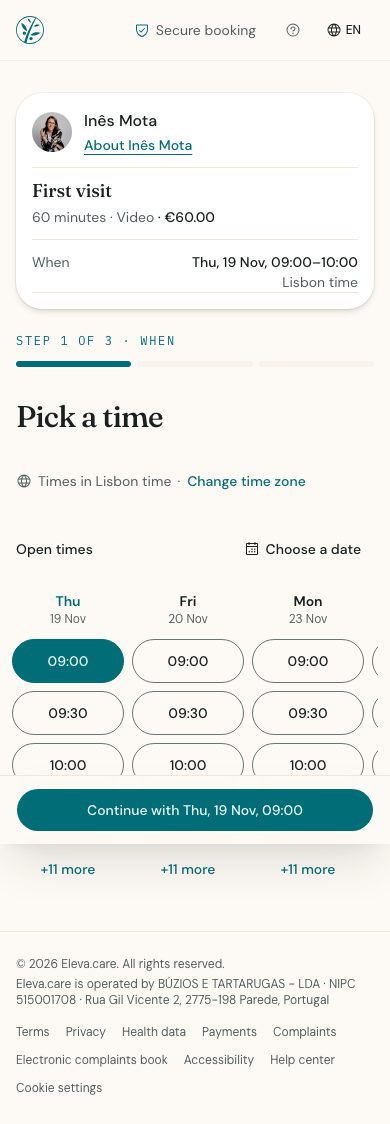 Secure booking
EN
Inês Mota
About Inês Mota
First visit
60 minutes · Video · €60.00
When
Thu, 19 Nov, 09:00–10:00
Lisbon time
STEP 1 OF 3 · WHEN
Pick a time
Times in Lisbon time · Change time zone
Open times
Choose a date
Thu Fri Mon
19 Nov 20 Nov 23 Nov
09:00 09:00 09:00
09:30 09:30 09:30
10:00 10:00 10:00
Continue with Thu, 19 Nov, 09:00
+11 more +11 more +11 more
© 2026 Eleva.care. All rights reserved.
Eleva.care is operated by BÚZIOS E TARTARUGAS – LDA · NIPC
515001708 · Rua Gil Vicente 2, 2775-198 Parede, Portugal
Terms Privacy Health data Payments Complaints
Electronic complaints book Accessibility Help center
Cookie settings